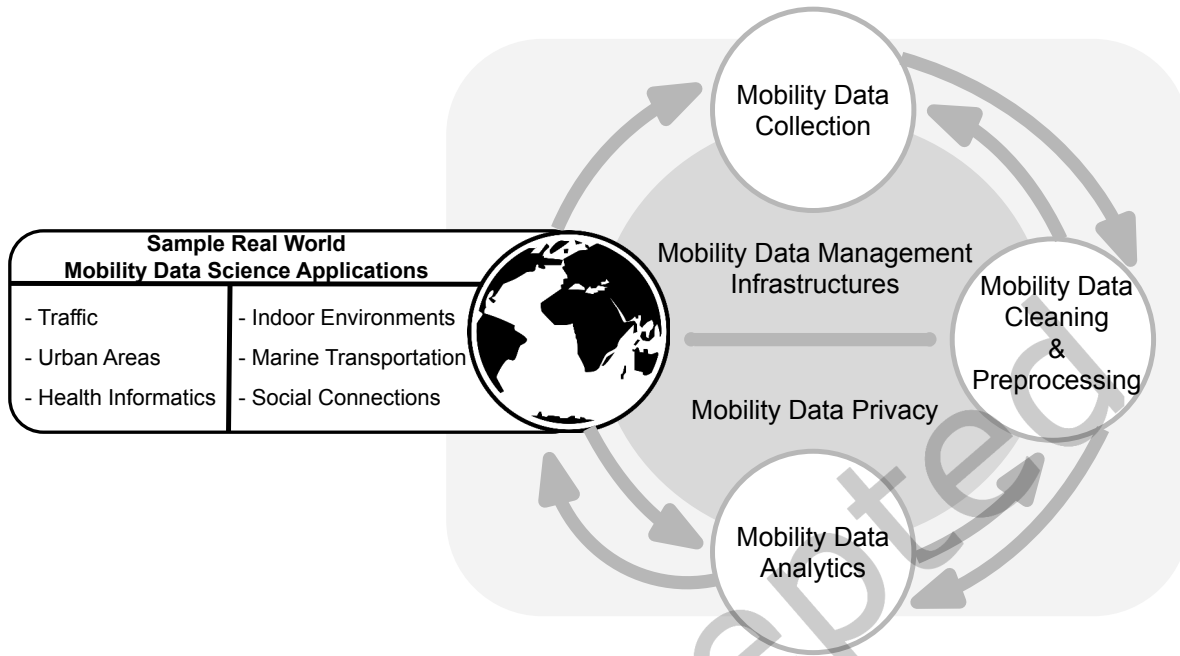 Sample Real World
Mobility Data Science Applications
- Traffic
- Urban Areas
- Health Informatics
- Indoor Environments
- Marine Transportation
- Social Connections
Mobility Data
Collection
Mobility Data Management
Infrastructures
Mobility Data
Cleaning
&
Preprocessing
Mobility Data Privacy
Mobility Data
Analytics
pted